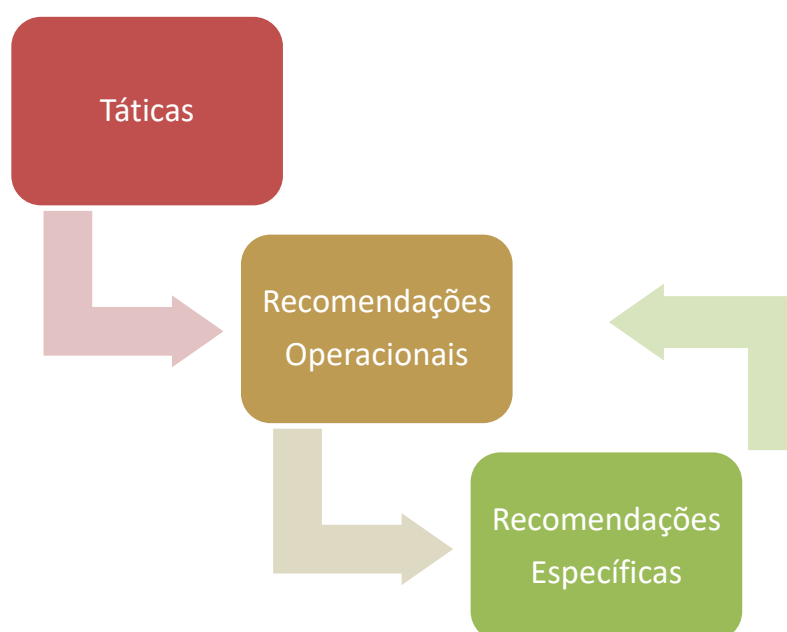 Táticas
Recomendações
Operacionais
Recomendações
Específicas